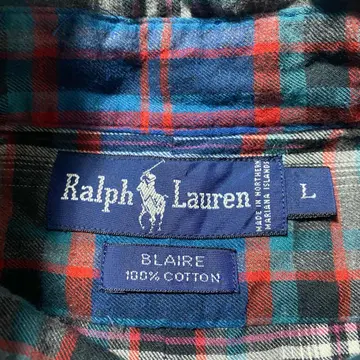 Ralph Lauren
MADE IN NORTHERN
MARIANA ISLANDS
L
BLAIRE
100% COTTON